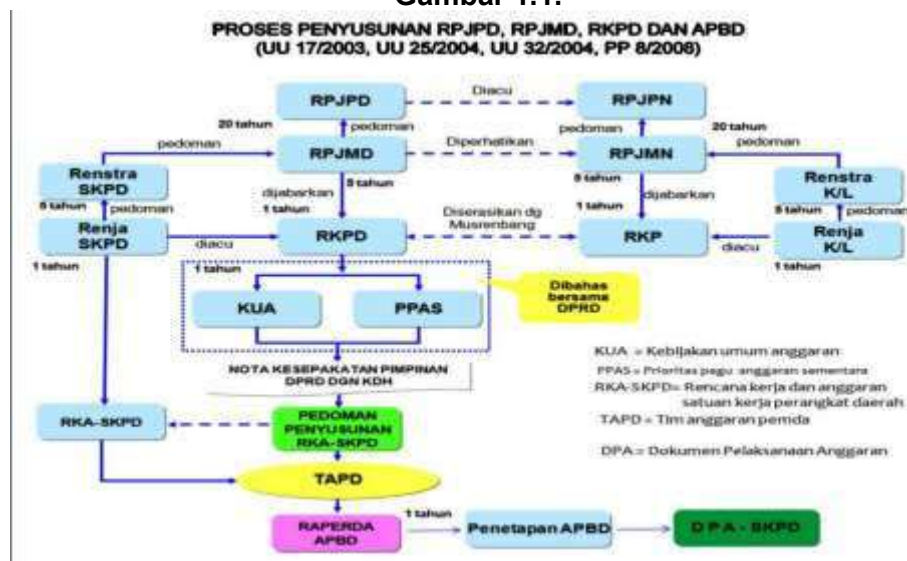 Gambar 1.1.
PROSES PENYUSUNAN RPJPD, RPJMD, RKPD DAN APBD
(UU 17/2003, UU 25/2004, UU 32/2004, PP 8/2008)
RPJPD
Diacu
RPJPN
20 tahun
pedoman
pedoman
20 tahun
pedoman
RPJMD
Diperhatikan
RPJMN
pedoman
Renstra
SKPD
5 tahun
dijabarkan
1 tahun
5 tahun
dijabarkan
1 tahun
Renstra
K/L
5 tahun
pedoman
5 tahun
pedoman
Renja
SKPD
diacu
RKPD
Diserasikan dg
Musrenbang
RKP
diacu
Renja
K/L
1 tahun
1 tahun
1 tahun
KUA
PPAS
Dibahas
bersama
DPRD
NOTA KESEPAKATAN PIMPINAN
DPRD DGN KDH
KUA = Kebijakan umum anggaran
PPAS = Prioritas pagu anggaran sementara
RKA-SKPD= Rencana kerja dan anggaran
satuan kerja perangkat daerah
TAPD = Tim anggaran pemda
DPA = Dokumen Pelaksanaan Anggaran
RKA-SKPD
PEDOMAN
PENYUSUNAN
RKA-SKPD
TAPD
RAPERDA
APBD
1 tahun
Penetapan APBD
DPA - SKPD